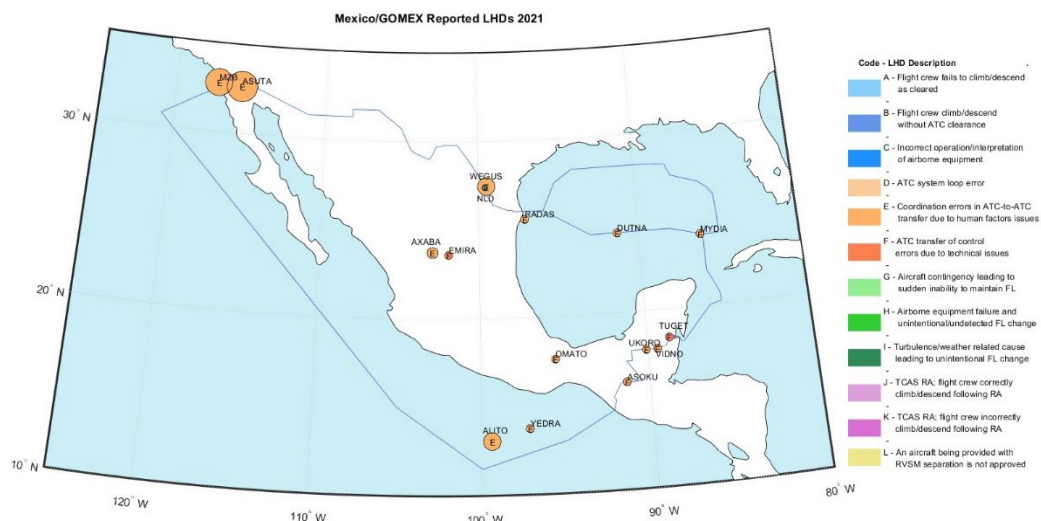 Mexico/GOMEX Reported LHDs 2021
MZB
E
ASUTA
E
30° N
WEGUS
NLD
RADAS
E
DUTNA
E
MYDIA
E
AXABA
E
EMIRA
20° N
TUGET
UKORO
E
VIDNO
OMATO
E
ASOKU
E
ALITO
E
YEDRA
E
10° N
120° W
110° W
100° W
90° W
80° W
Code - LHD Description
A - Flight crew fails to climb/descend
as cleared
B - Flight crew climb/descend
without ATC clearance
C - Incorrect operation/interpretation
of airborne equipment
D - ATC system loop error
E - Coordination errors in ATC-to-ATC
transfer due to human factors issues
F - ATC transfer of control
errors due to technical issues
G - Aircraft contingency leading to
sudden inability to maintain FL
H - Airborne equipment failure and
unintentional/undetected FL change
I - Turbulence/weather related cause
leading to unintentional FL change
J - TCAS RA; flight crew correctly
climb/descend following RA
K - TCAS RA; flight crew incorrectly
climb/descend following RA
L - An aircraft being provided with
RVSM separation is not approved